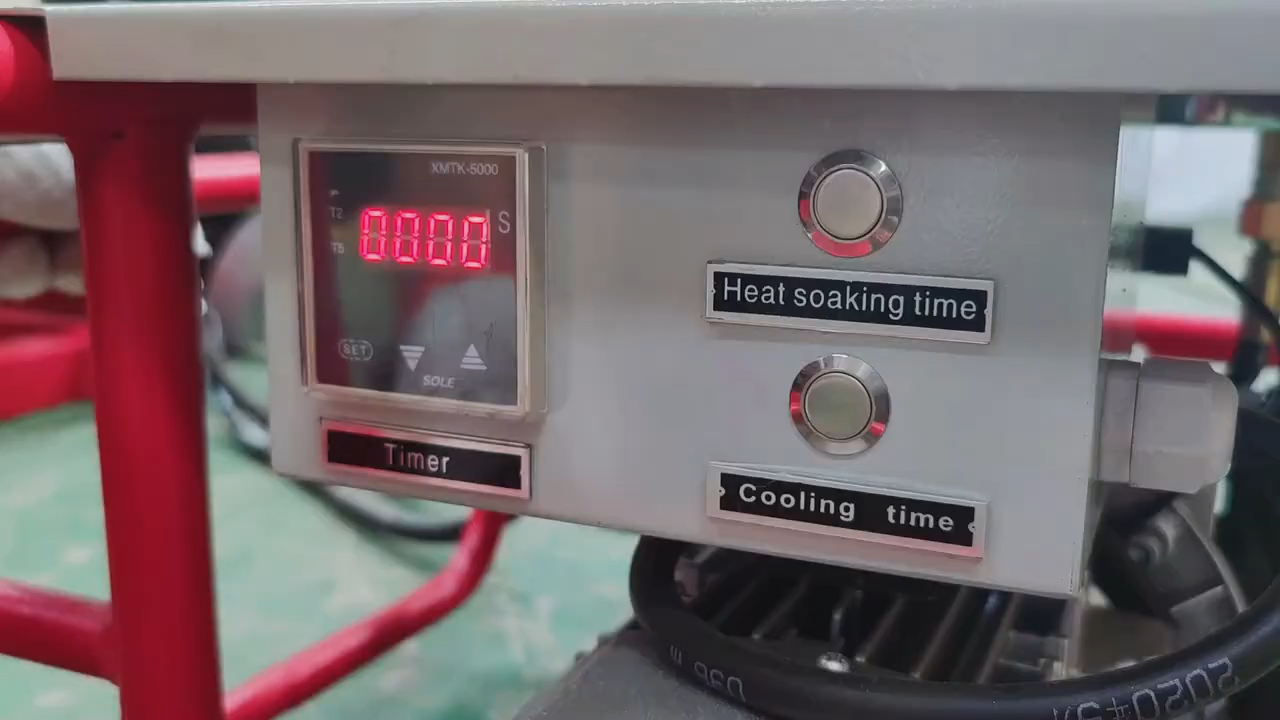 XMTK-5000
T2
0000 S
T5
SET
SOLE
Timer
Heat soaking time
Cooling time